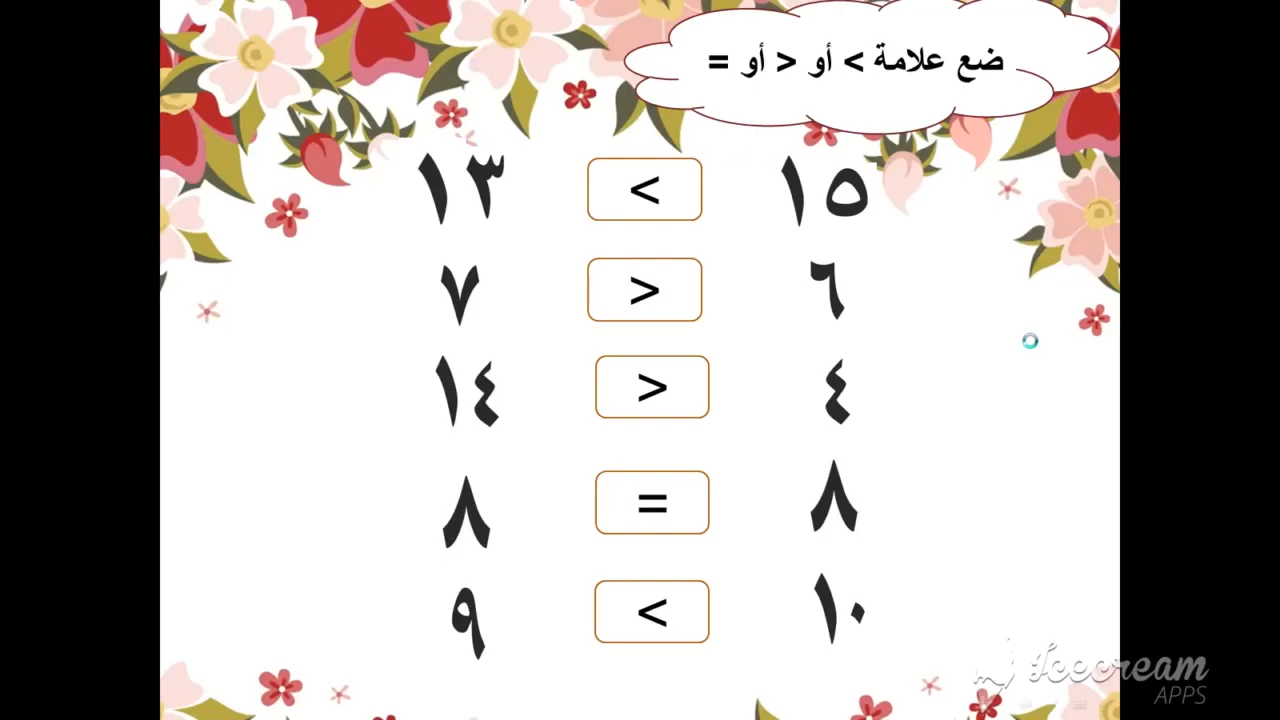 ضع علامة < أو > أو =
١٣ < ١٥
٧ > ٦
١٤ > ٤
٨ = ٨
٩ < ١٠
Icecream
APPS